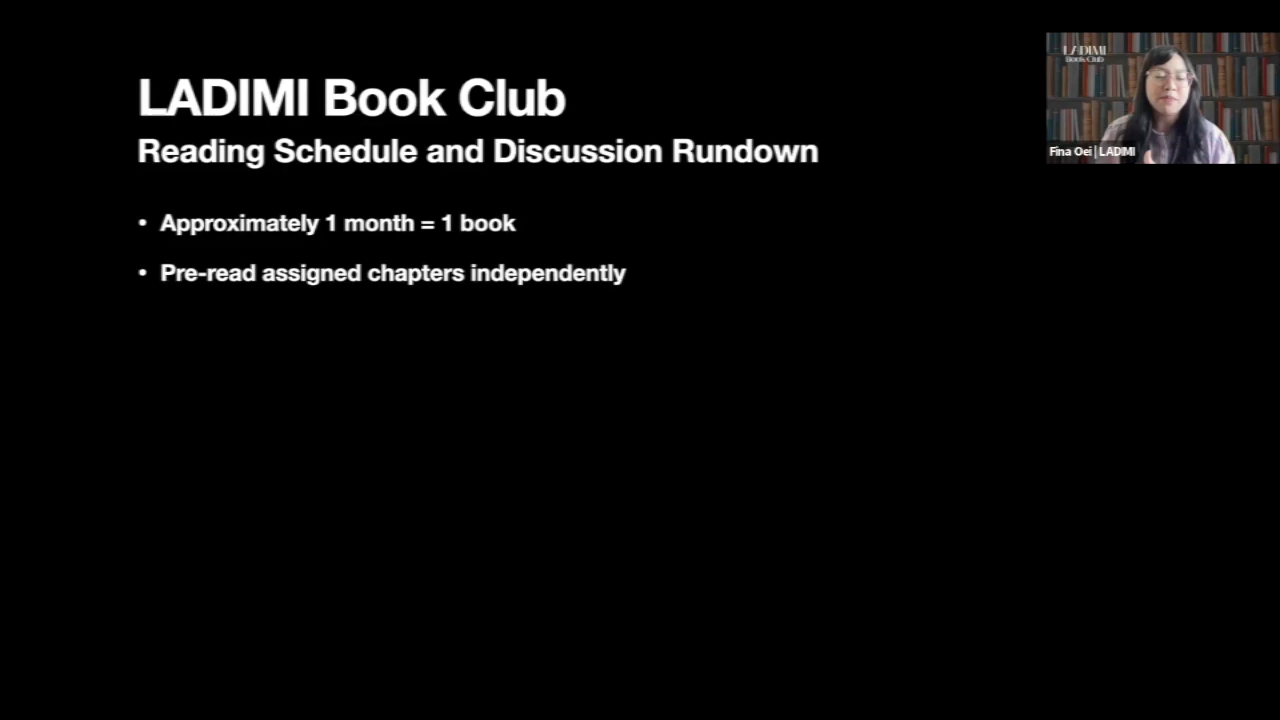 LADIMI Book Club
Reading Schedule and Discussion Rundown
• Approximately 1 month = 1 book
• Pre-read assigned chapters independently
LADIMI
Book Club
Fina Oei | LADIMI